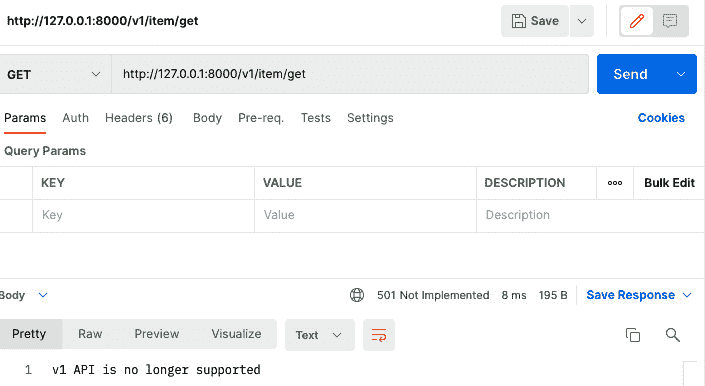 http://127.0.0.1:8000/v1/item/get Save
GET http://127.0.0.1:8000/v1/item/get Send
Params Auth Headers (6) Body Pre-req. Tests Settings Cookies
Query Params
KEY VALUE DESCRIPTION Bulk Edit
Key Value Description
Body 501 Not Implemented 8 ms 195 B Save Response
Pretty Raw Preview Visualize Text
1 v1 API is no longer supported